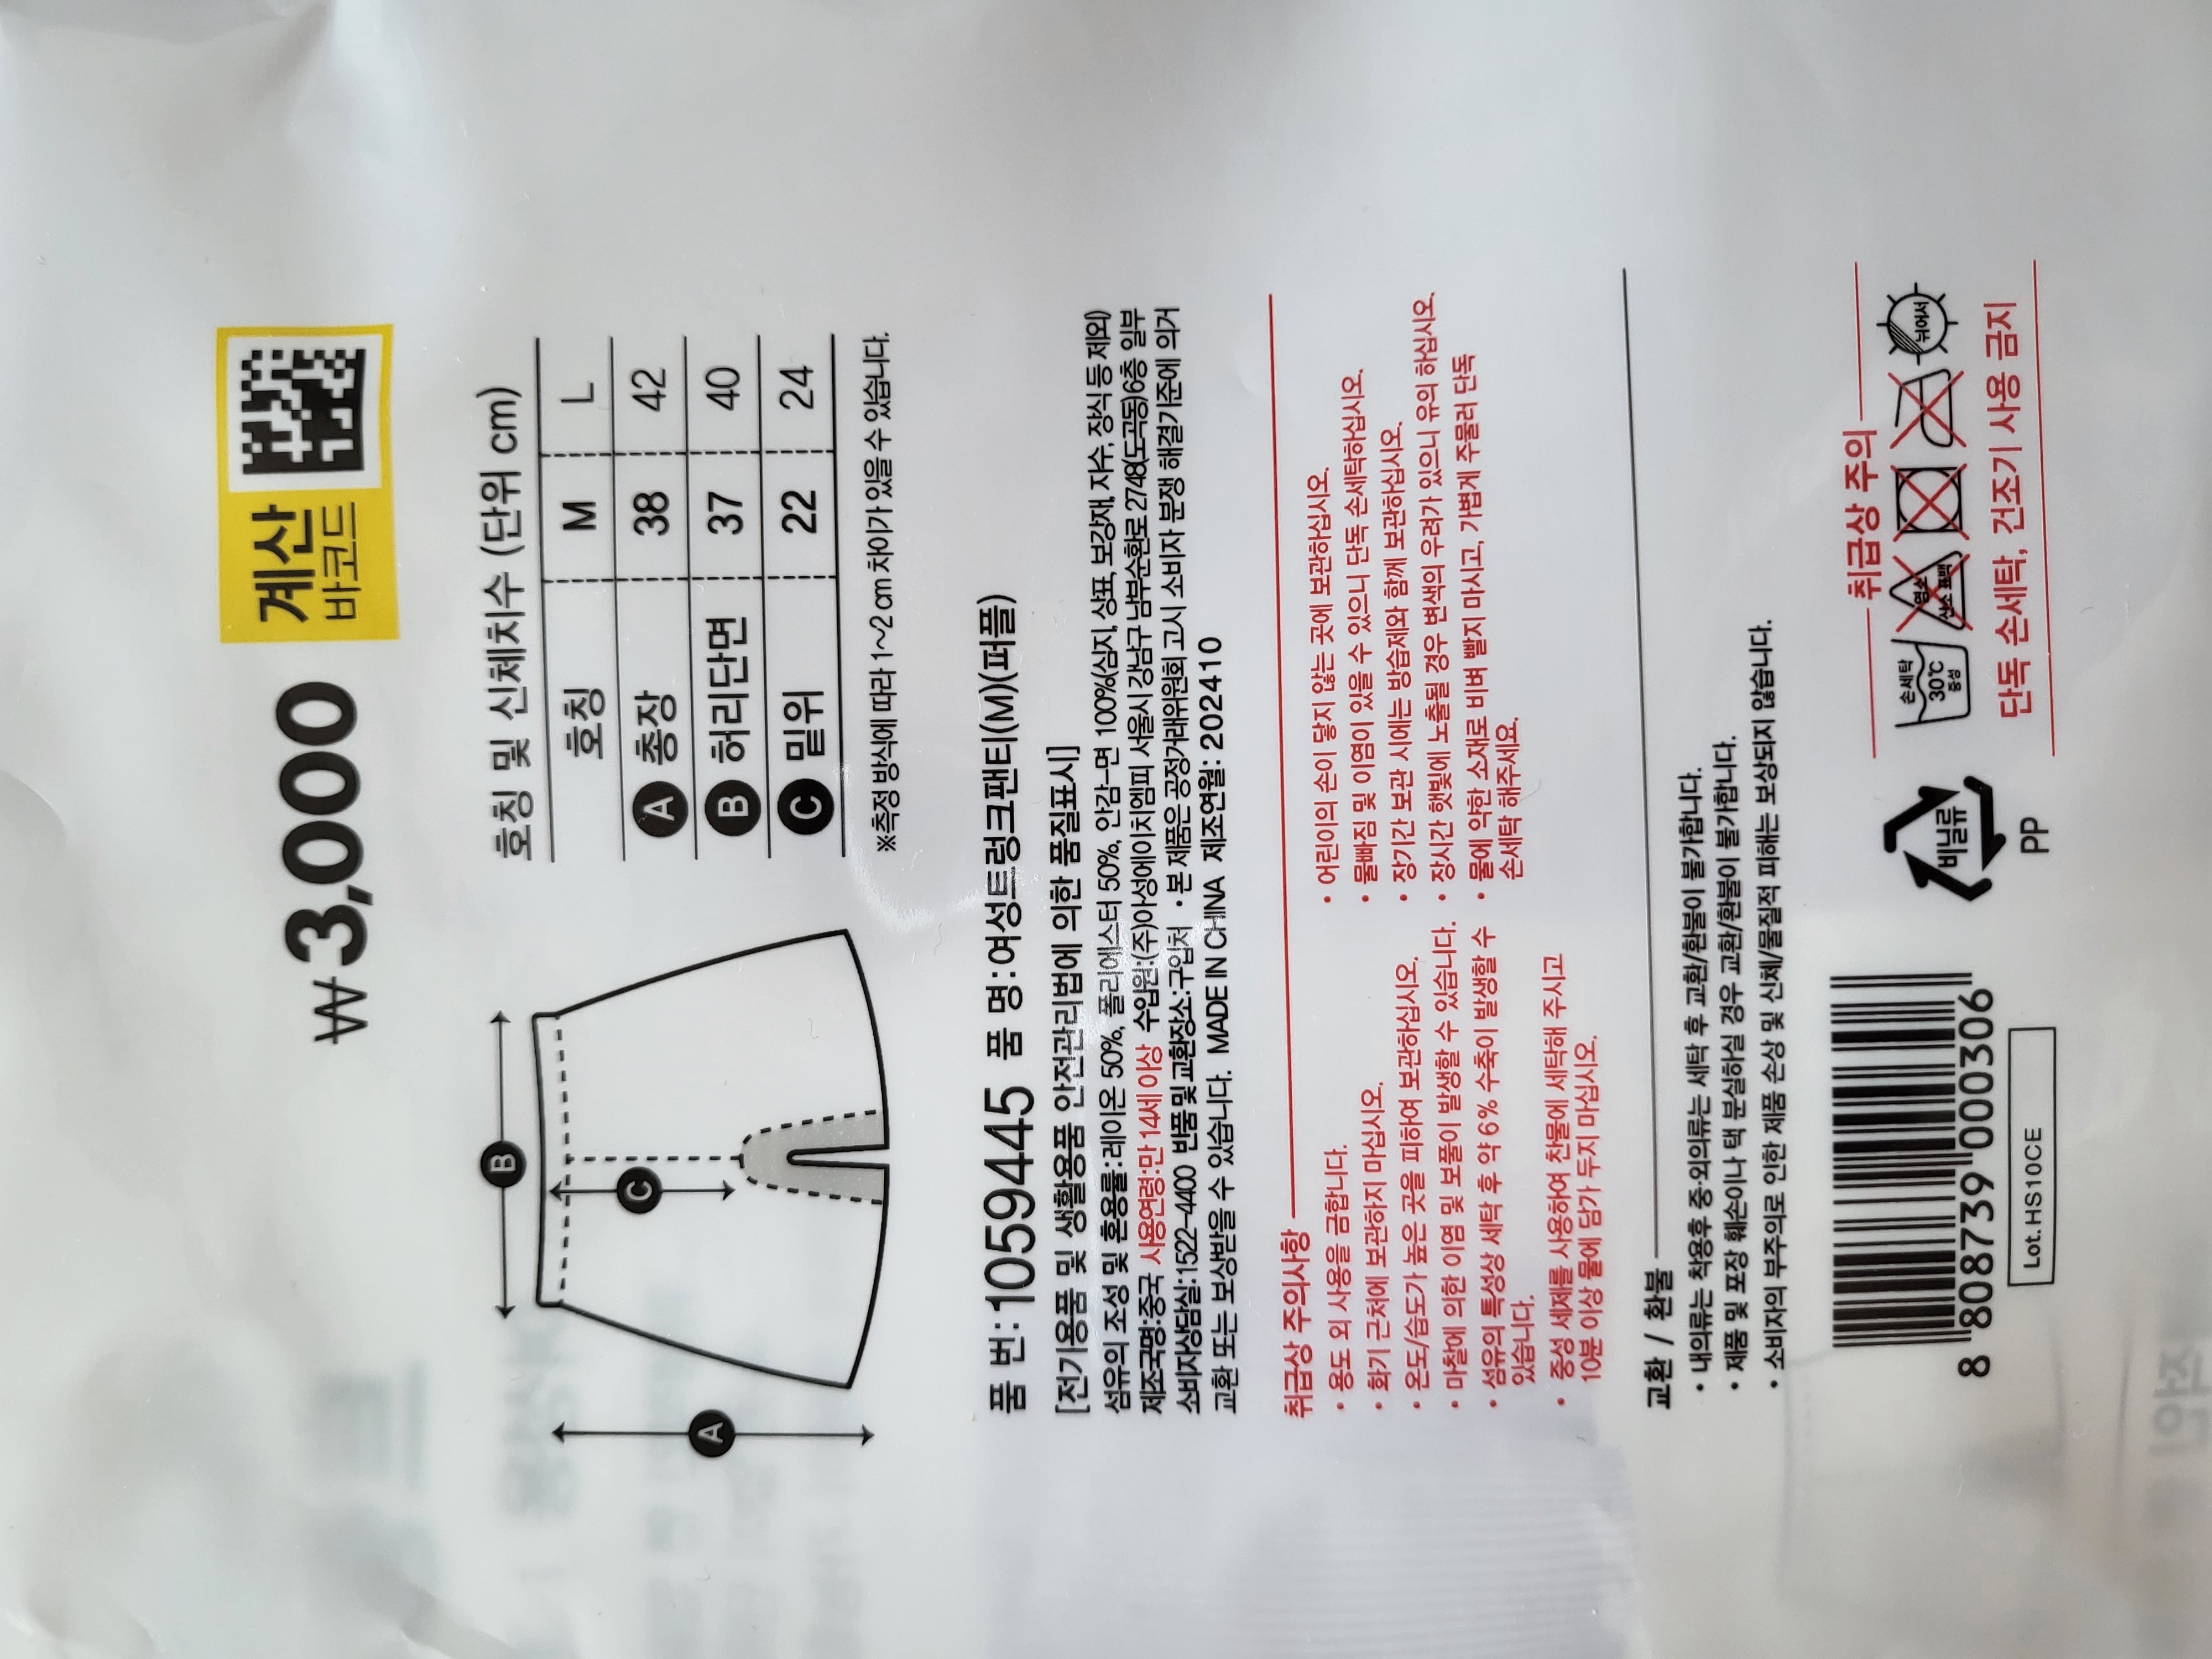 ₩3,000
계산
바코드
B
C
A
호칭 및 신체치수 (단위 cm)
호칭 M L
A 총장 38 42
B 허리단면 37 40
C 밑위 22 24
※측정 방식에 따라 1~2 cm 차이가 있을 수 있습니다.
품 번:1059445 품 명:여성트렁크팬티(M)(퍼플)
[전기용품 및 생활용품 안전관리법에 의한 품질표시]
섬유의 조성 및 혼용률:레이온 50%, 폴리에스터 50%, 안감-면 100%(심지, 상표, 보강재, 자수, 장식 등 제외)
제조국명:중국 사용연령:만 14세 이상 수입원:(주)아성에이치엠피 서울시 강남구 남부순환로 2748(도곡동)6층 일부
소비자상담실:1522-4400 반품 및 교환장소:구입처 • 본 제품은 공정거래위원회 고시 소비자 분쟁 해결기준에 의거
교환 또는 보상받을 수 있습니다. MADE IN CHINA 제조연월: 202410
취급상 주의사항
• 용도 외 사용을 금합니다.
• 화기 근처에 보관하지 마십시오.
• 온도/습도가 높은 곳을 피하여 보관하십시오.
• 마찰에 의한 이염 및 보풀이 발생할 수 있습니다.
• 섬유의 특성상 세탁 후 약 6% 수축이 발생할 수
있습니다.
• 중성 세제를 사용하여 찬물에 세탁해 주시고
10분 이상 물에 담가 두지 마십시오.
• 어린이의 손이 닿지 않는 곳에 보관하십시오.
• 물빠짐 및 이염이 있을 수 있으니 단독 손세탁하십시오.
• 장기간 보관 시에는 방습제와 함께 보관하십시오.
• 장시간 햇빛에 노출될 경우 변색의 우려가 있으니 유의 하십시오.
• 물에 약한 소재로 비벼 빨지 마시고, 가볍게 주물러 단독
손세탁 해주세요.
교환 / 환불
• 내의류는 착용후 중·외의류는 세탁 후 교환/환불이 불가합니다.
• 제품 및 포장 훼손이나 택 분실하실 경우 교환/환불이 불가합니다.
• 소비자의 부주의로 인한 제품 손상 및 신체/물질적 피해는 보상되지 않습니다.
8 808739 000306
Lot.HS10CE
비닐류
PP
취급상 주의
손세탁
30℃
중성
염소
산소 표백
뉘어서
단독 손세탁, 건조기 사용 금지